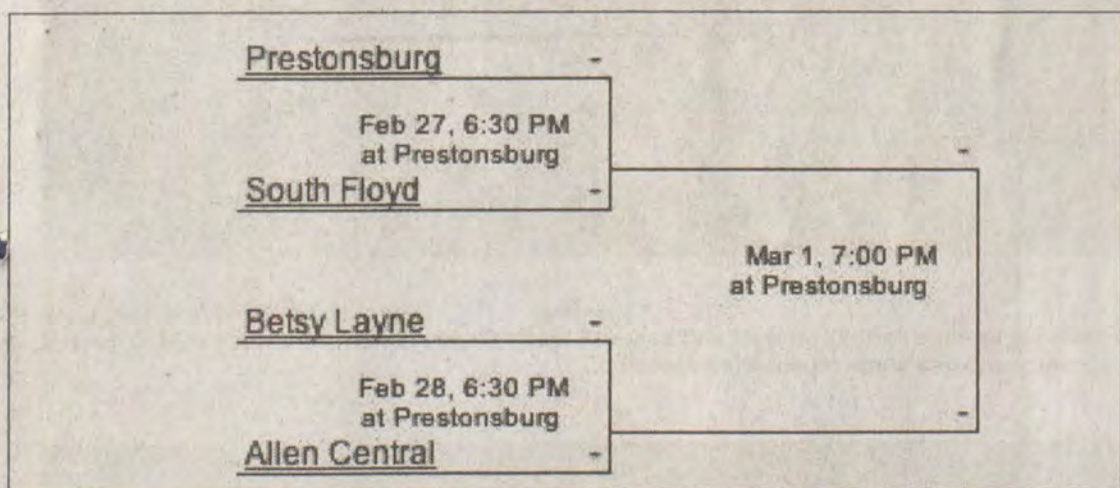 Prestonsburg -
Feb 27, 6:30 PM
at Prestonsburg
South Floyd -
-
Mar 1, 7:00 PM
at Prestonsburg
Betsy Layne -
Feb 28, 6:30 PM
at Prestonsburg
-
Allen Central -